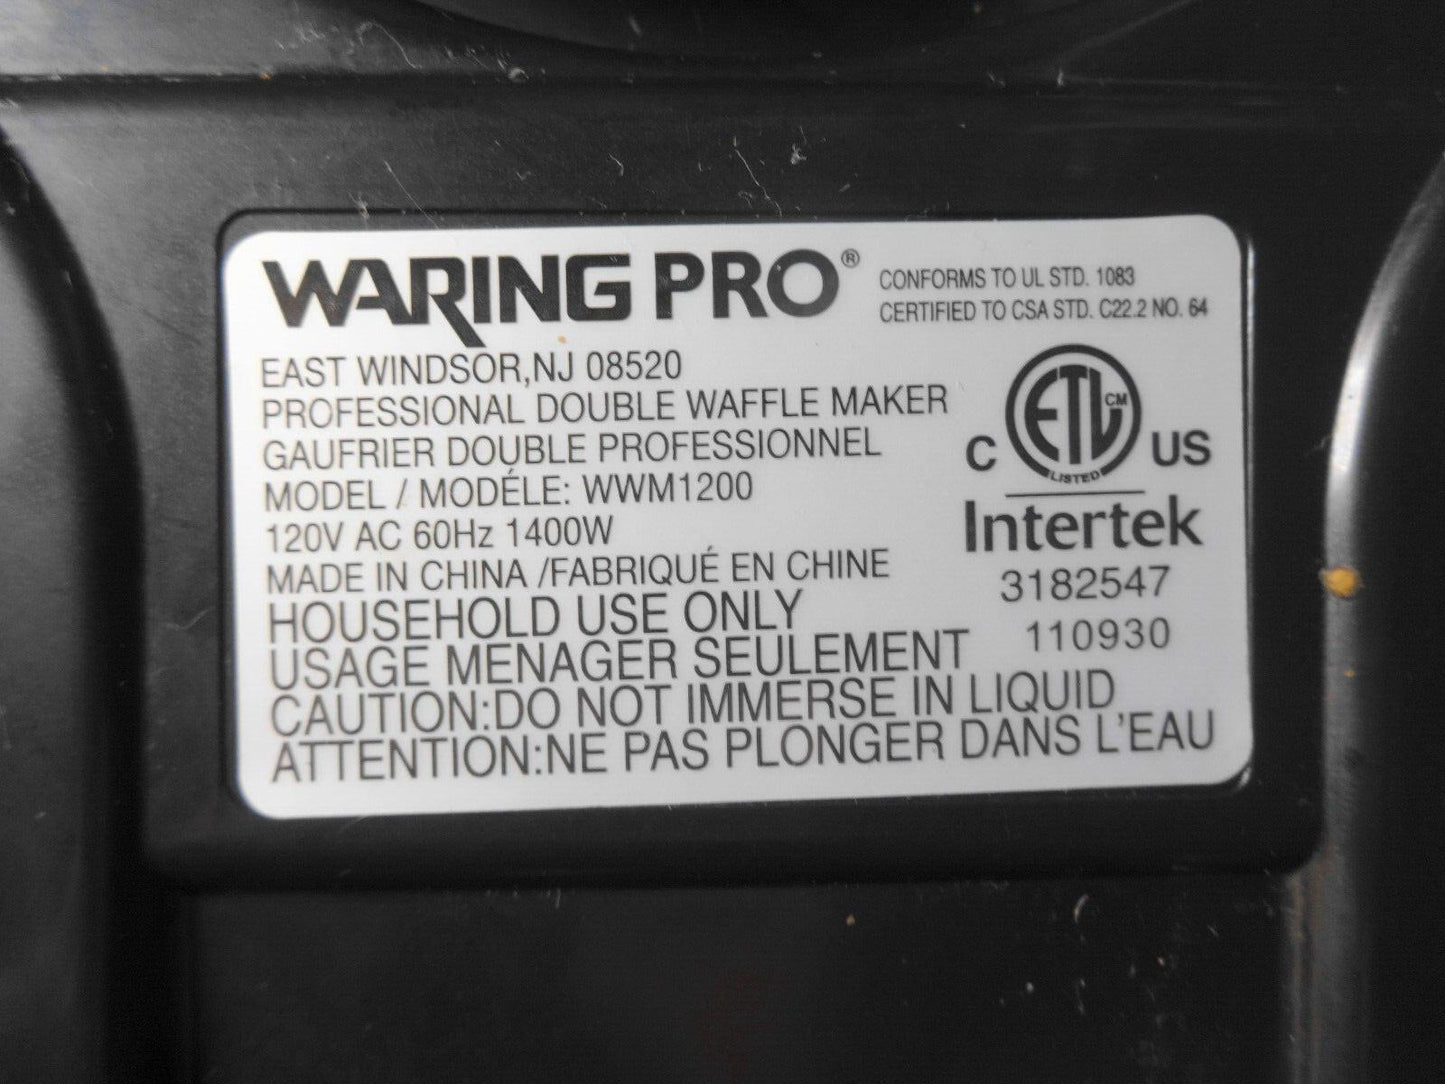 WARING PRO®
CONFORMS TO UL STD. 1083
CERTIFIED TO CSA STD. C22.2 NO. 64
EAST WINDSOR,NJ 08520
PROFESSIONAL DOUBLE WAFFLE MAKER
GAUFRIER DOUBLE PROFESSIONNEL
MODEL / MODÉLE: WWM1200
120V AC 60Hz 1400W
MADE IN CHINA /FABRIQUÉ EN CHINE
HOUSEHOLD USE ONLY
USAGE MENAGER SEULEMENT
CAUTION:DO NOT IMMERSE IN LIQUID
ATTENTION:NE PAS PLONGER DANS L'EAU
C ETL CM US
LISTED
Intertek
3182547
110930